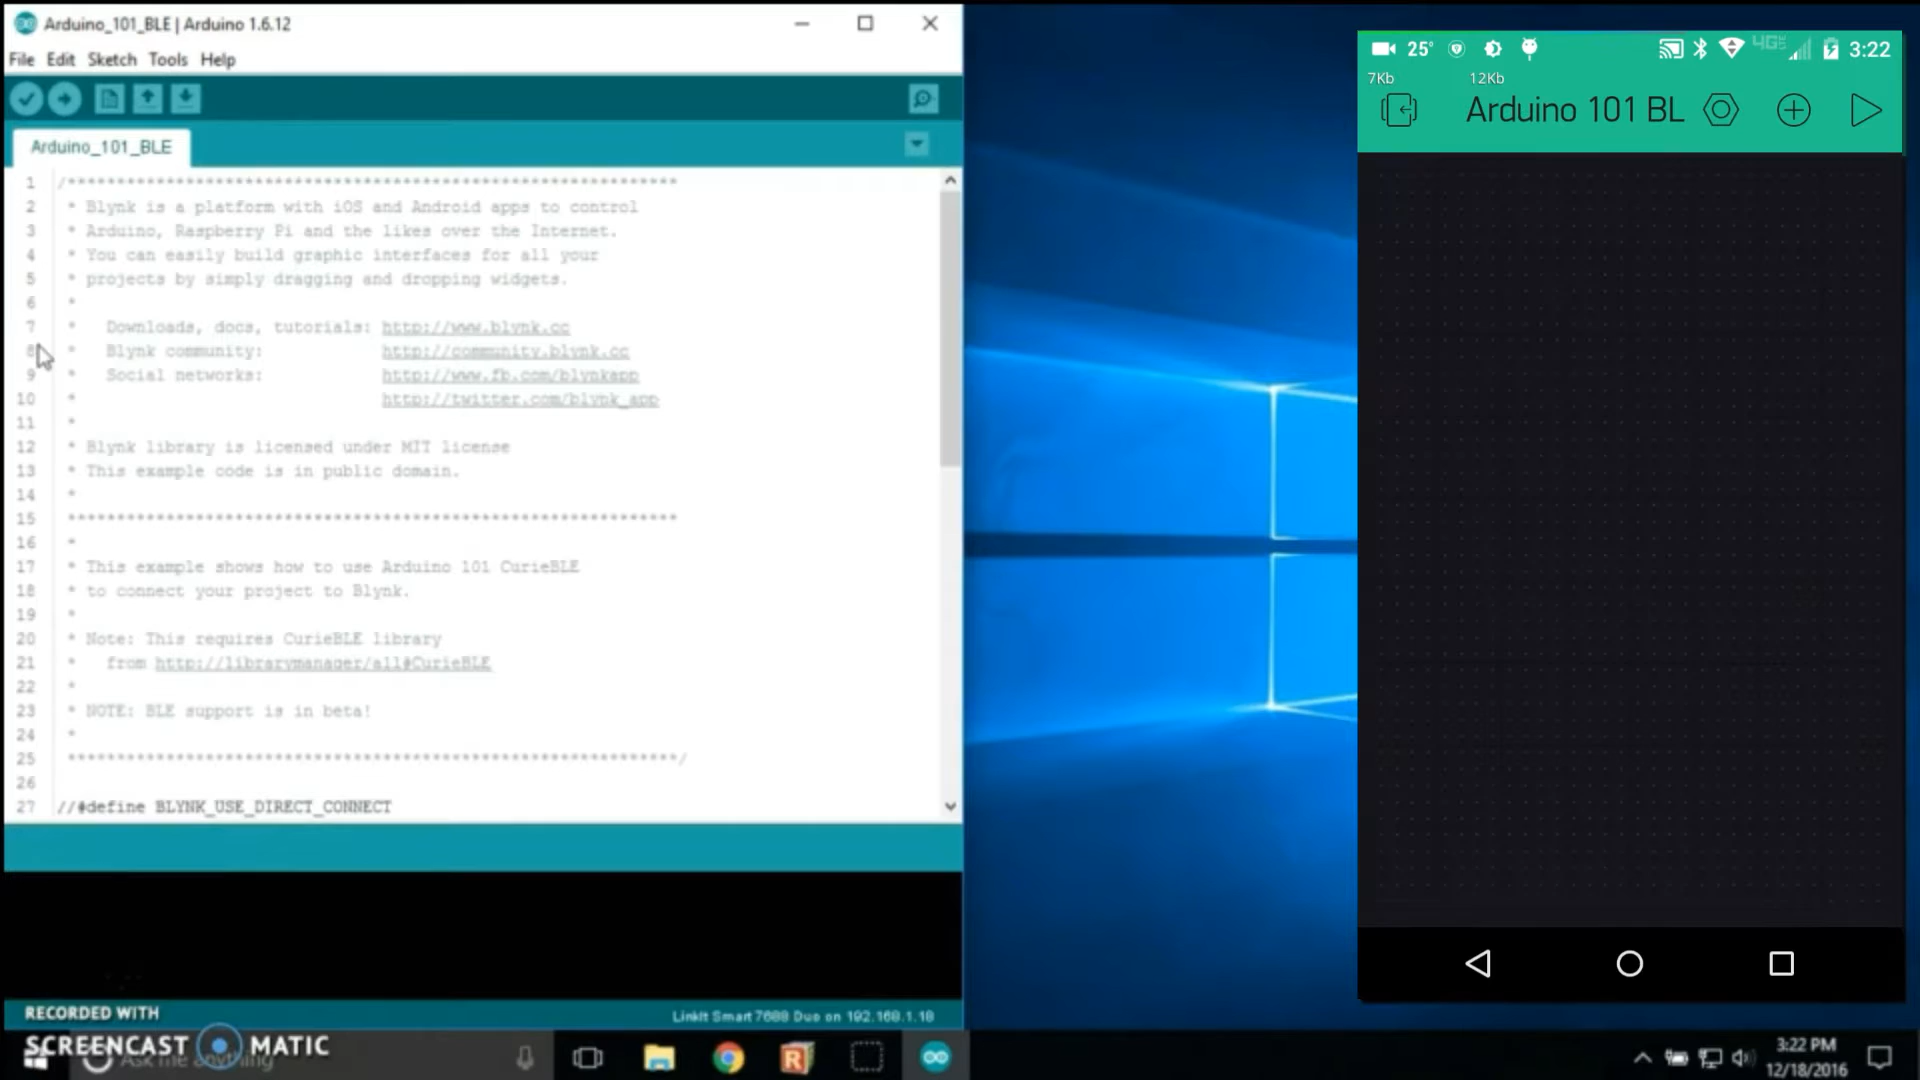 Arduino_101_BLE | Arduino 1.6.12
File Edit Sketch Tools Help
Arduino_101_BLE
1 /**************************************************************
2 * Blynk is a platform with iOS and Android apps to control
3 * Arduino, Raspberry Pi and the likes over the Internet.
4 * You can easily build graphic interfaces for all your
5 * projects by simply dragging and dropping widgets.
6 *
7 * Downloads, docs, tutorials: http://www.blynk.cc
8 * Blynk community: http://community.blynk.cc
9 * Social networks: http://www.fb.com/blynkapp
10 * http://twitter.com/blynk_app
11 *
12 * Blynk library is licensed under MIT license
13 * This example code is in public domain.
14 *
15 **************************************************************
16 *
17 * This example shows how to use Arduino 101 CurieBLE
18 * to connect your project to Blynk.
19 *
20 * Note: This requires CurieBLE library
21 * from http://librarymanager/all#CurieBLE
22 *
23 * NOTE: BLE support is in beta!
24 *
25 **************************************************************/
26
27 //#define BLYNK_USE_DIRECT_CONNECT
LinkIt Smart 7688 Duo on 192.168.1.18
RECORDED WITH
SCREENCAST MATIC
Ask me anything
3:22 PM
12/18/2016
25° 4G 3:22
7Kb 12Kb
Arduino 101 BL